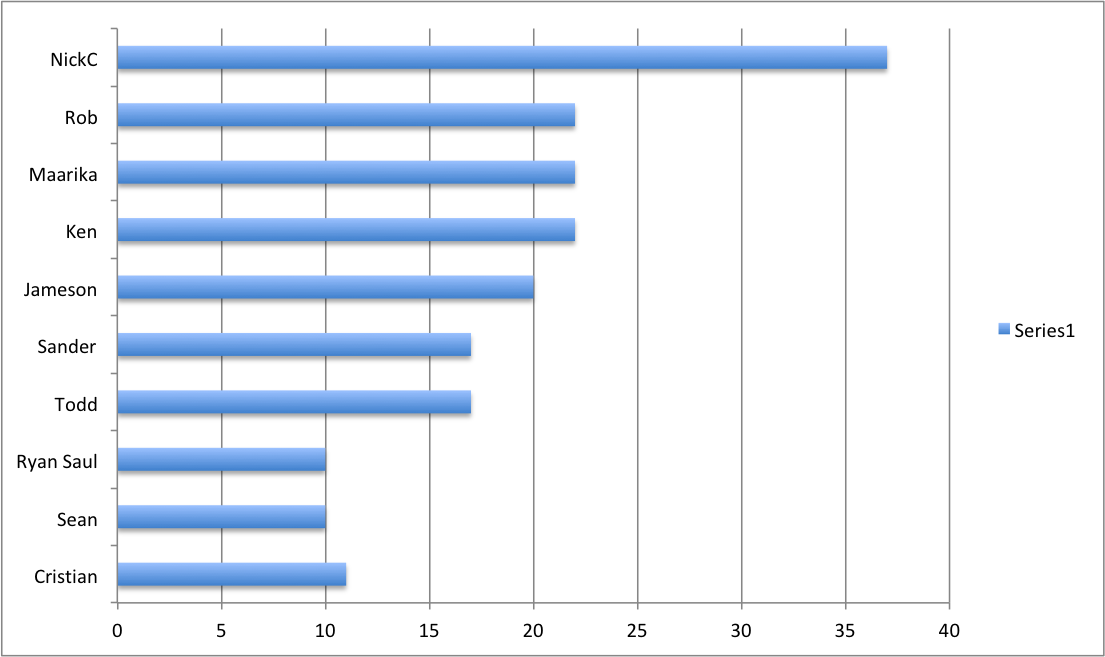 NickC
Rob
Maarika
Ken
Jameson
Sander
Todd
Ryan Saul
Sean
Cristian
0 5 10 15 20 25 30 35 40
Series1